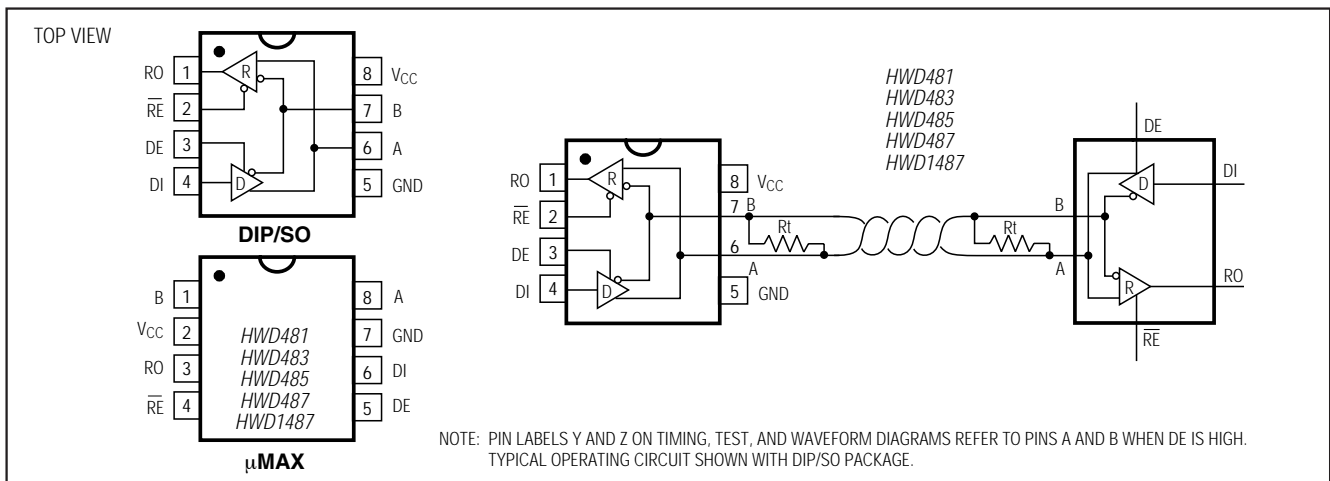 TOP VIEW
RO 1
RE 2
DE 3
DI 4
R
D
8 VCC
7 B
6 A
5 GND
DIP/SO
B 1
VCC 2
RO 3
RE 4
8 A
7 GND
6 DI
5 DE
HWD481
HWD483
HWD485
HWD487
HWD1487
µMAX
HWD481
HWD483
HWD485
HWD487
HWD1487
RO 1
RE 2
DE 3
DI 4
R
D
8 VCC
7 B
6 A
5 GND
Rt
Rt
B
A
DE
D
DI
R
RO
RE
NOTE: PIN LABELS Y AND Z ON TIMING, TEST, AND WAVEFORM DIAGRAMS REFER TO PINS A AND B WHEN DE IS HIGH.
TYPICAL OPERATING CIRCUIT SHOWN WITH DIP/SO PACKAGE.